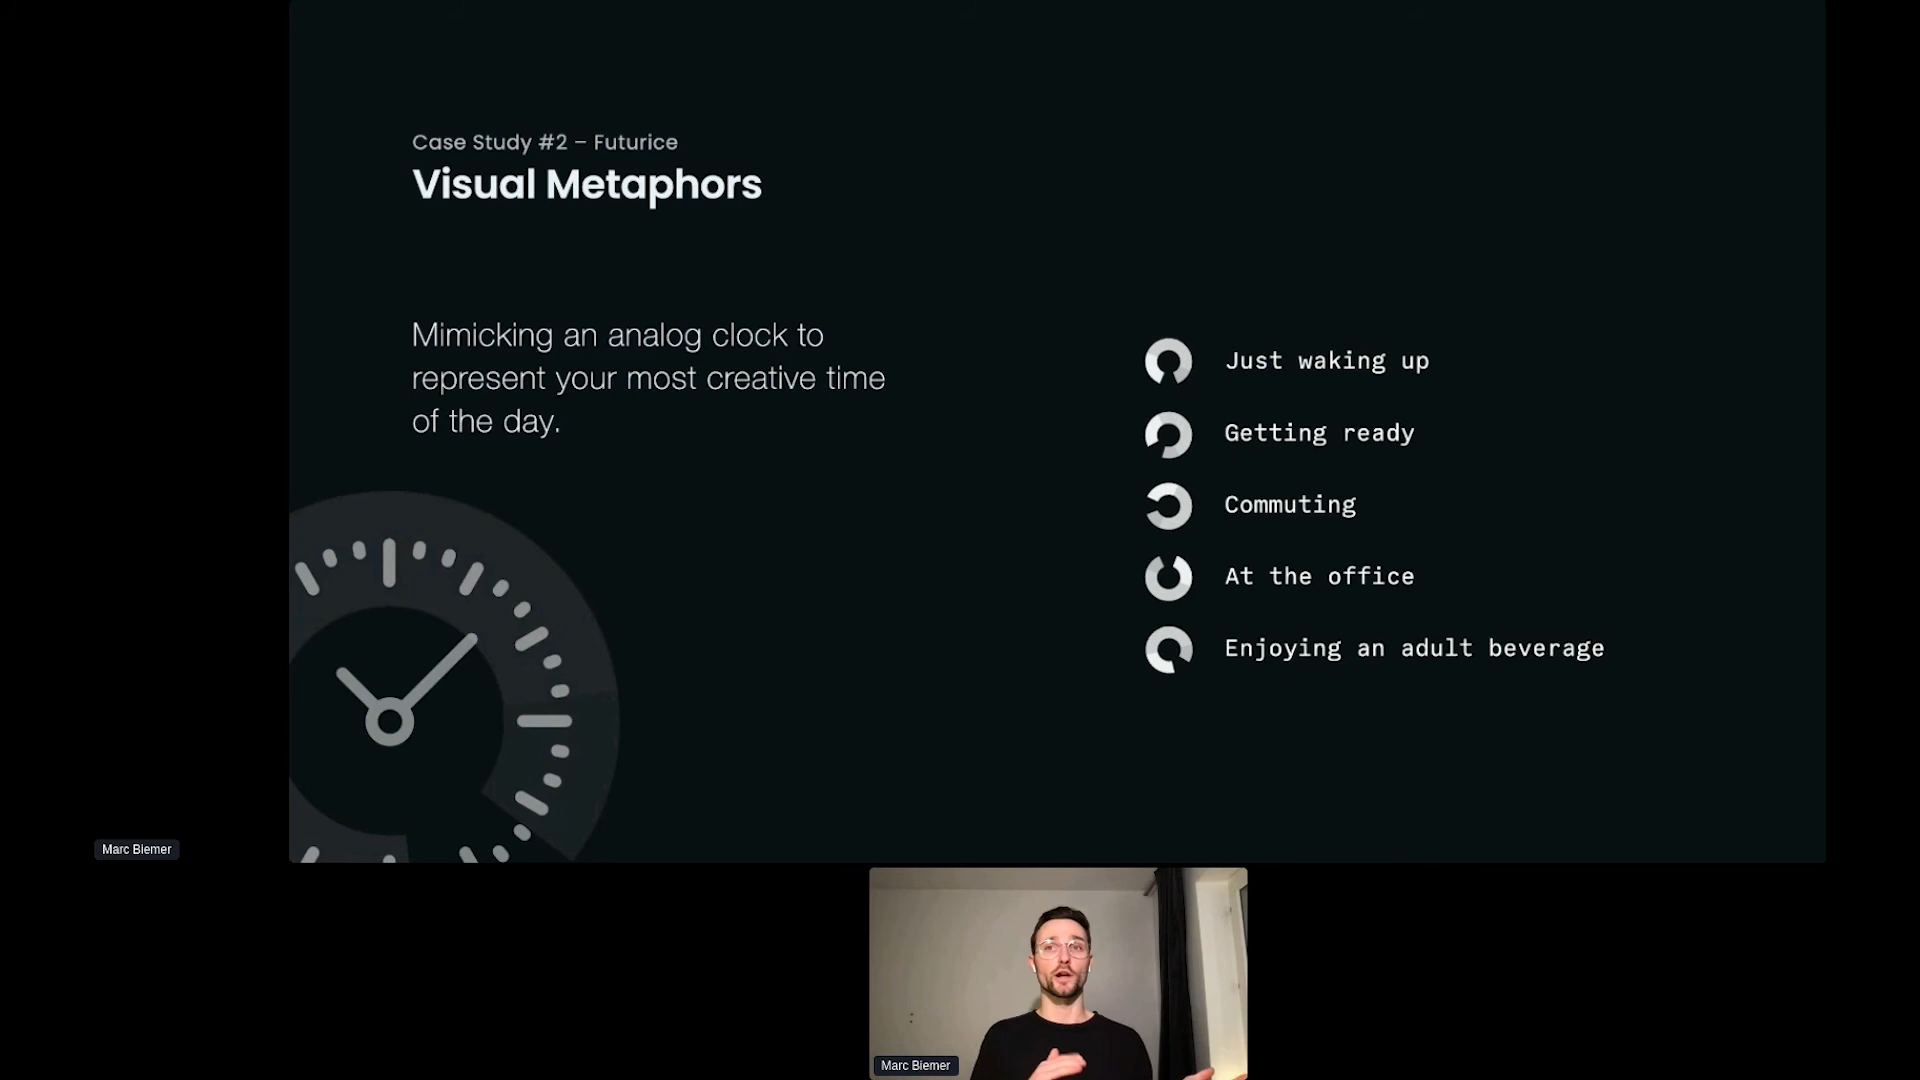 Case Study #2 – Futurice
Visual Metaphors
Mimicking an analog clock to
represent your most creative time
of the day.
Just waking up
Getting ready
Commuting
At the office
Enjoying an adult beverage
Marc Biemer
Marc Biemer